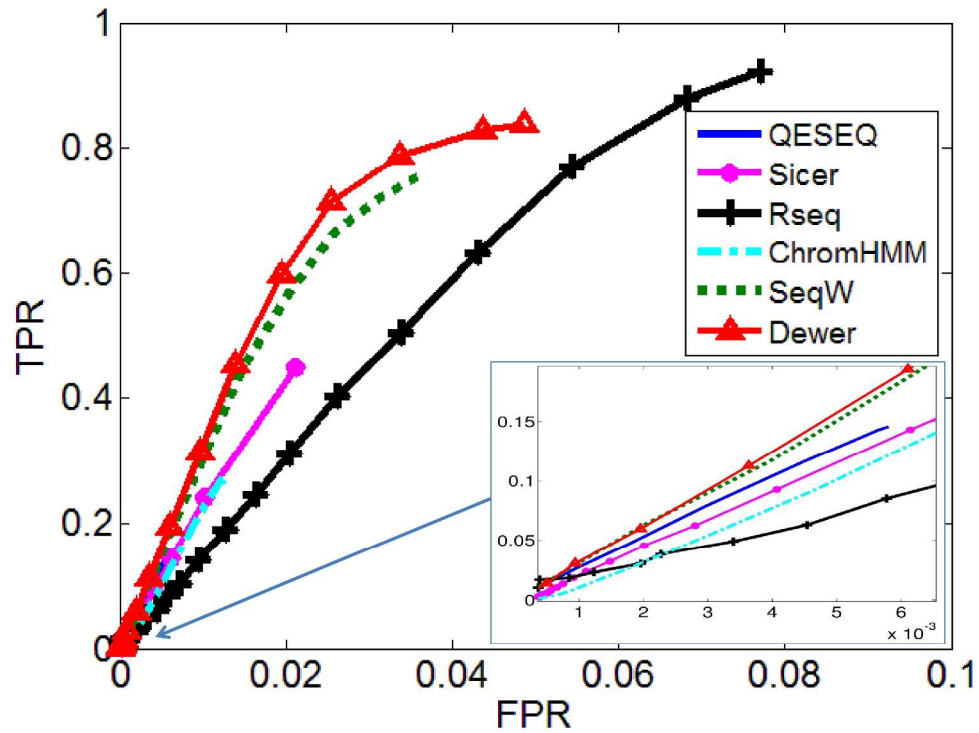 1
0.8
0.6
0.4
0.2
0
TPR
0 0.02 0.04 0.06 0.08 0.1
FPR
QESEQ
Sicer
Rseq
ChromHMM
SeqW
Dewer
0.15
0.1
0.05
0
1 2 3 4 5 6
x 10⁻³